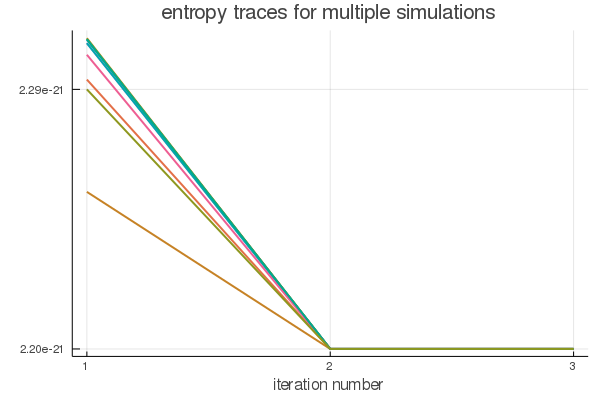 entropy traces for multiple simulations
2.29e-21
2.20e-21
1
2
3
iteration number